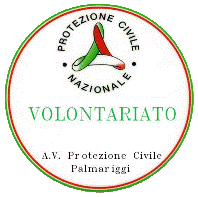 PROTEZIONE CIVILE
NAZIONALE
VOLONTARIATO
A.V. Protezione Civile
Palmariggi